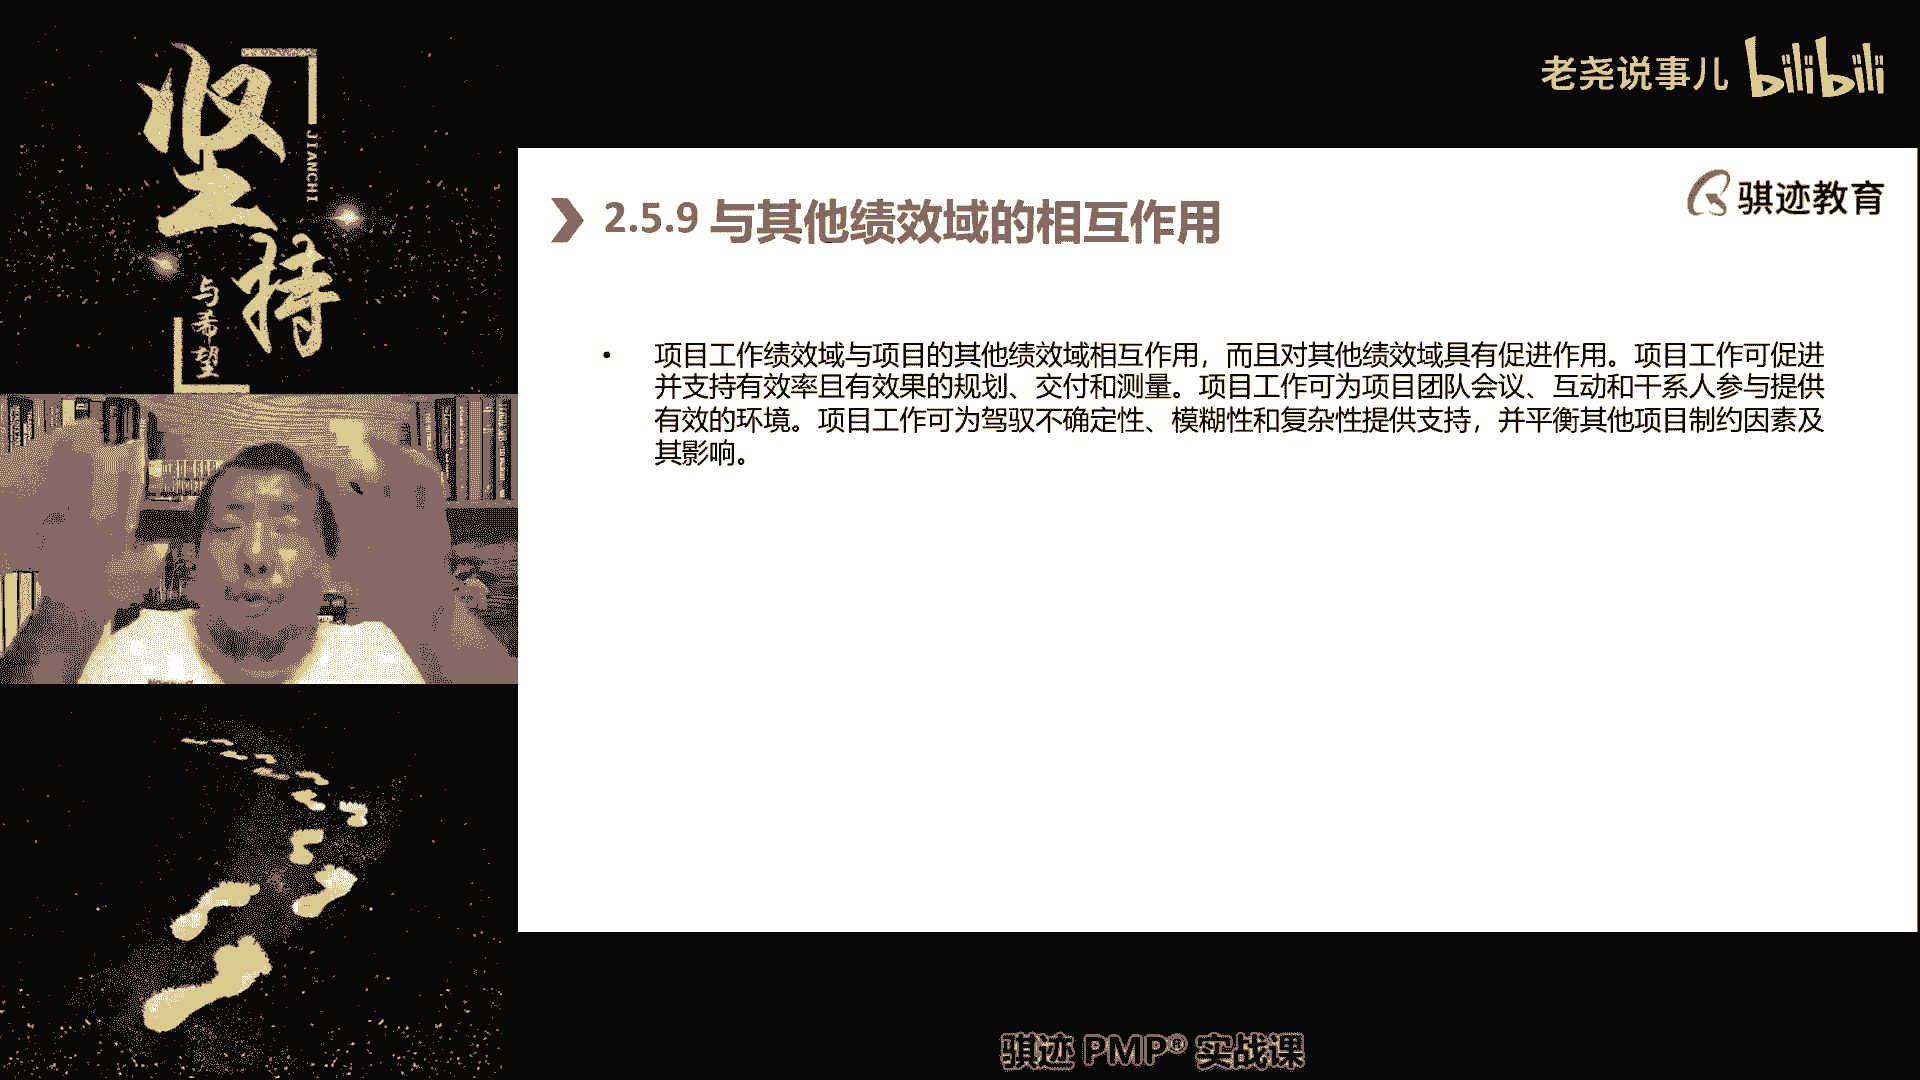 坚持
JIANCHI
与希望
老尧说事儿 bilibili
骐迹教育
2.5.9 与其他绩效域的相互作用
• 项目工作绩效域与项目的其他绩效域相互作用，而且对其他绩效域具有促进作用。项目工作可促进
并支持有效率且有效果的规划、交付和测量。项目工作可为项目团队会议、互动和干系人参与提供
有效的环境。项目工作可为驾驭不确定性、模糊性和复杂性提供支持，并平衡其他项目制约因素及
其影响。
骐迹 PMP® 实战课